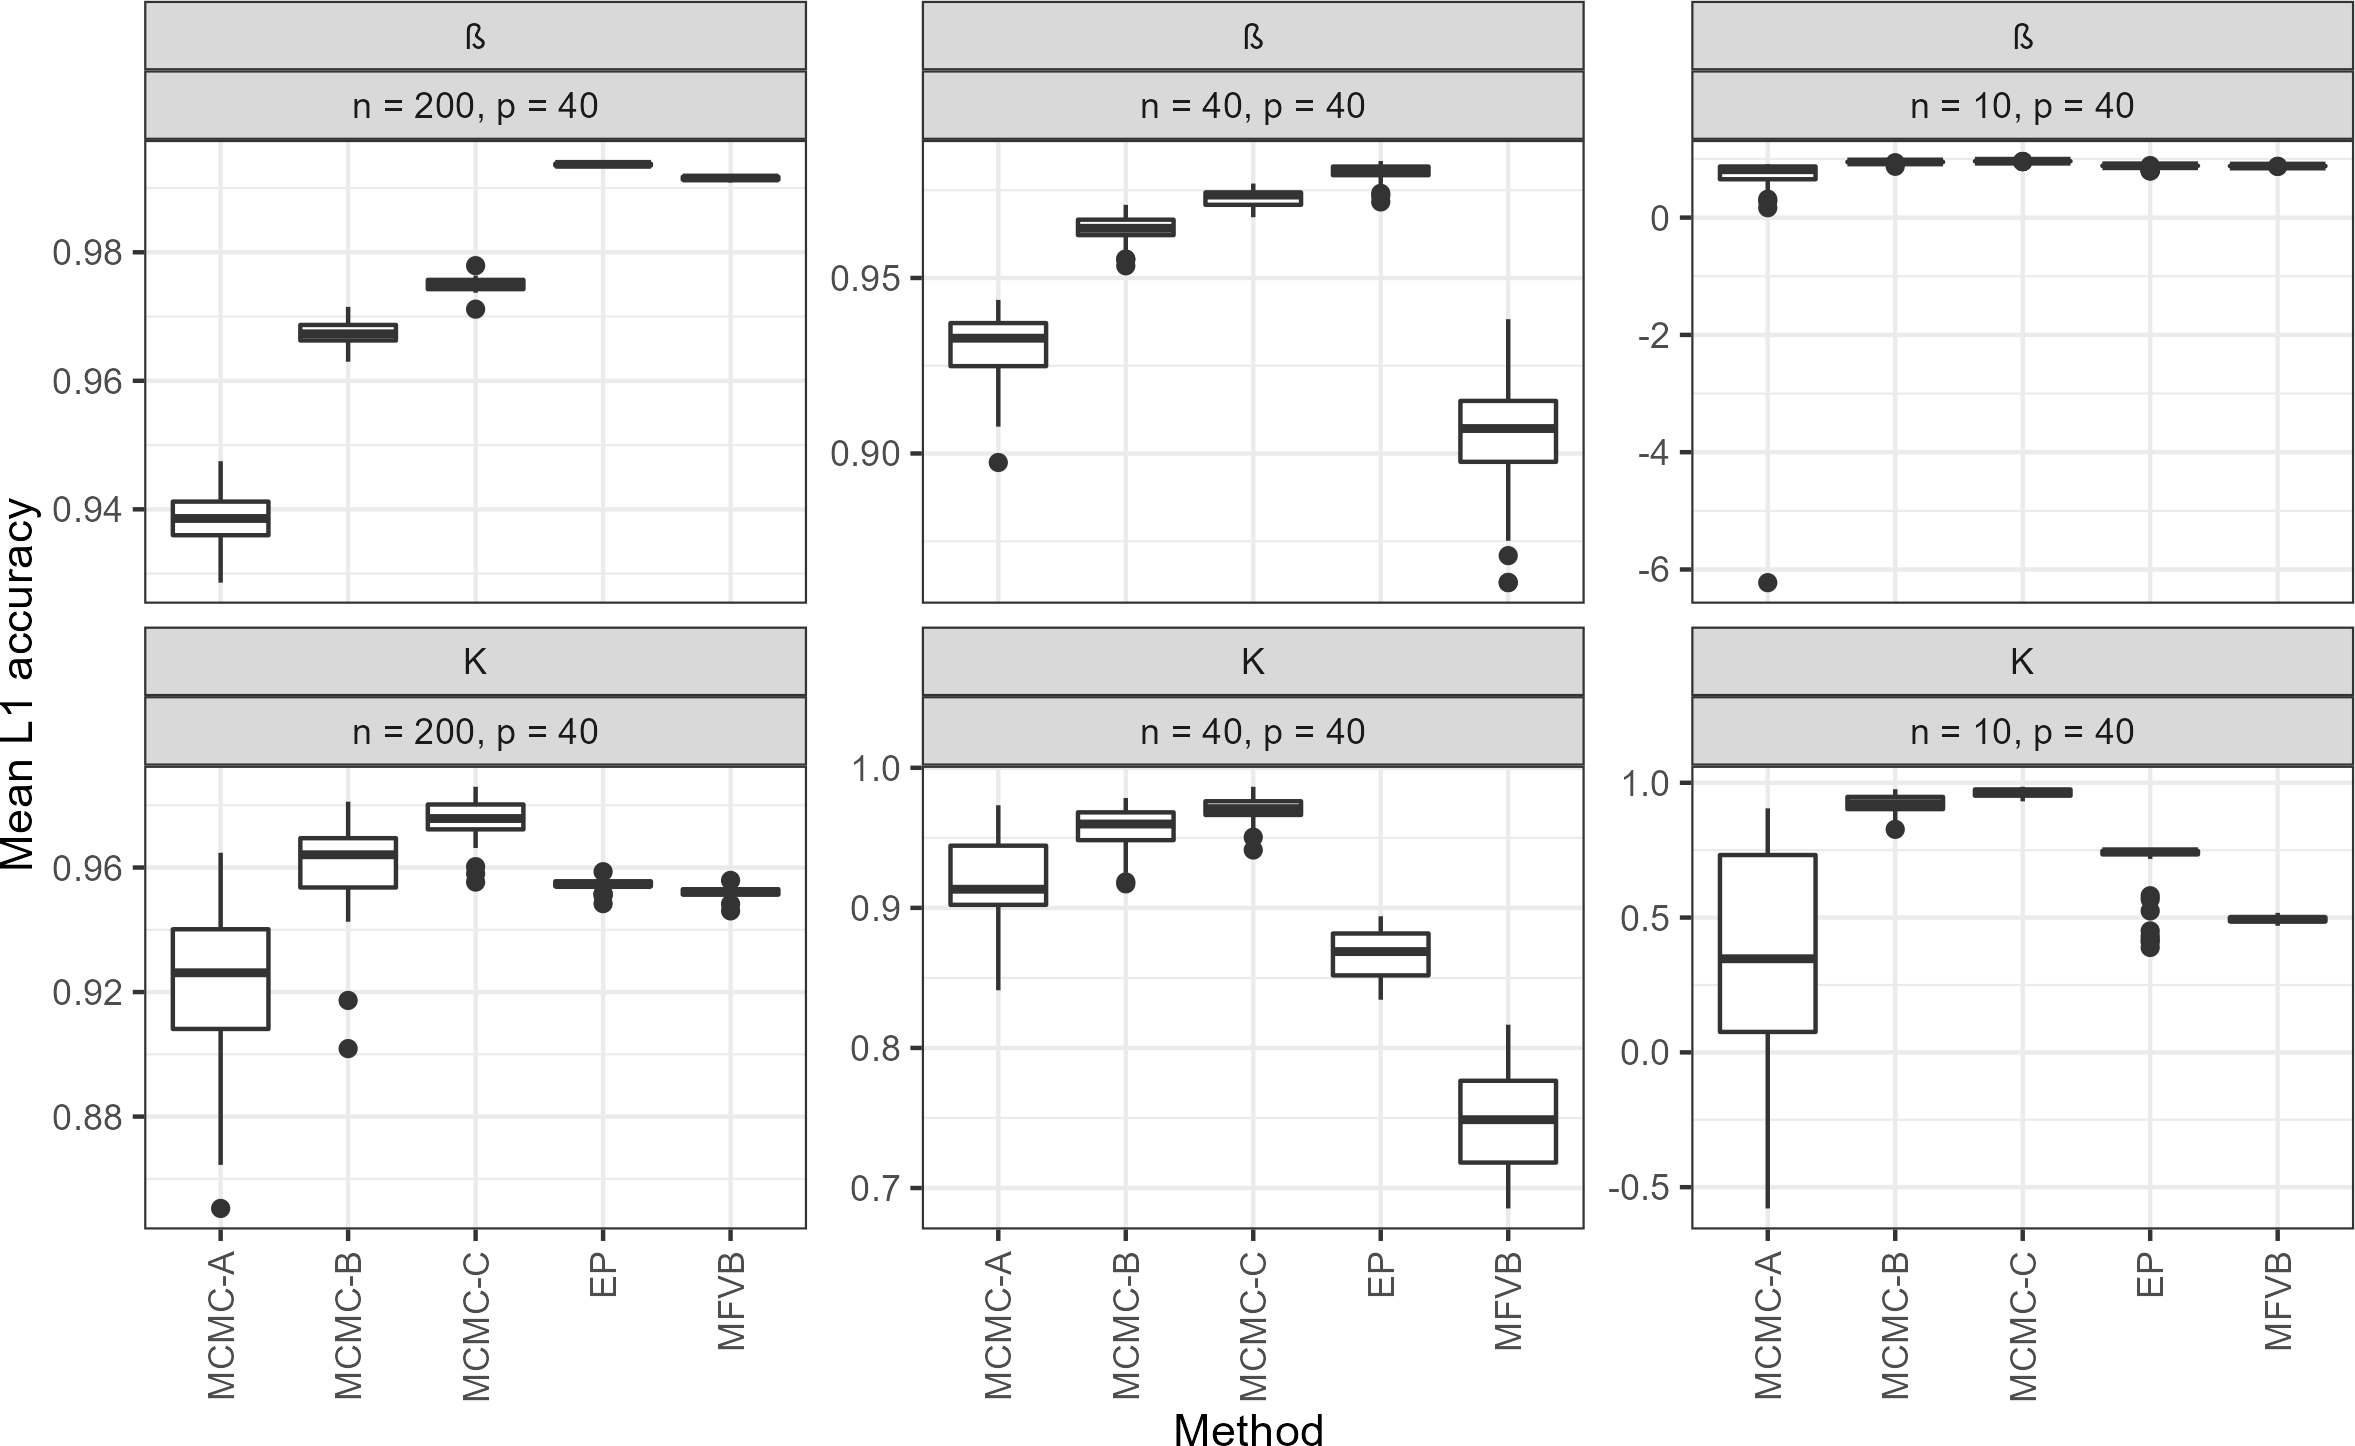 ß
ß
ß
n = 200, p = 40
n = 40, p = 40
n = 10, p = 40
0.98
0.96
0.94
0.95
0.90
0
-2
-4
-6
Mean L1 accuracy
K
K
K
n = 200, p = 40
n = 40, p = 40
n = 10, p = 40
0.96
0.92
0.88
1.0
0.9
0.8
0.7
1.0
0.5
0.0
-0.5
MCMC-A
MCMC-B
MCMC-C
EP
MFVB
MCMC-A
MCMC-B
MCMC-C
EP
MFVB
MCMC-A
MCMC-B
MCMC-C
EP
MFVB
Method